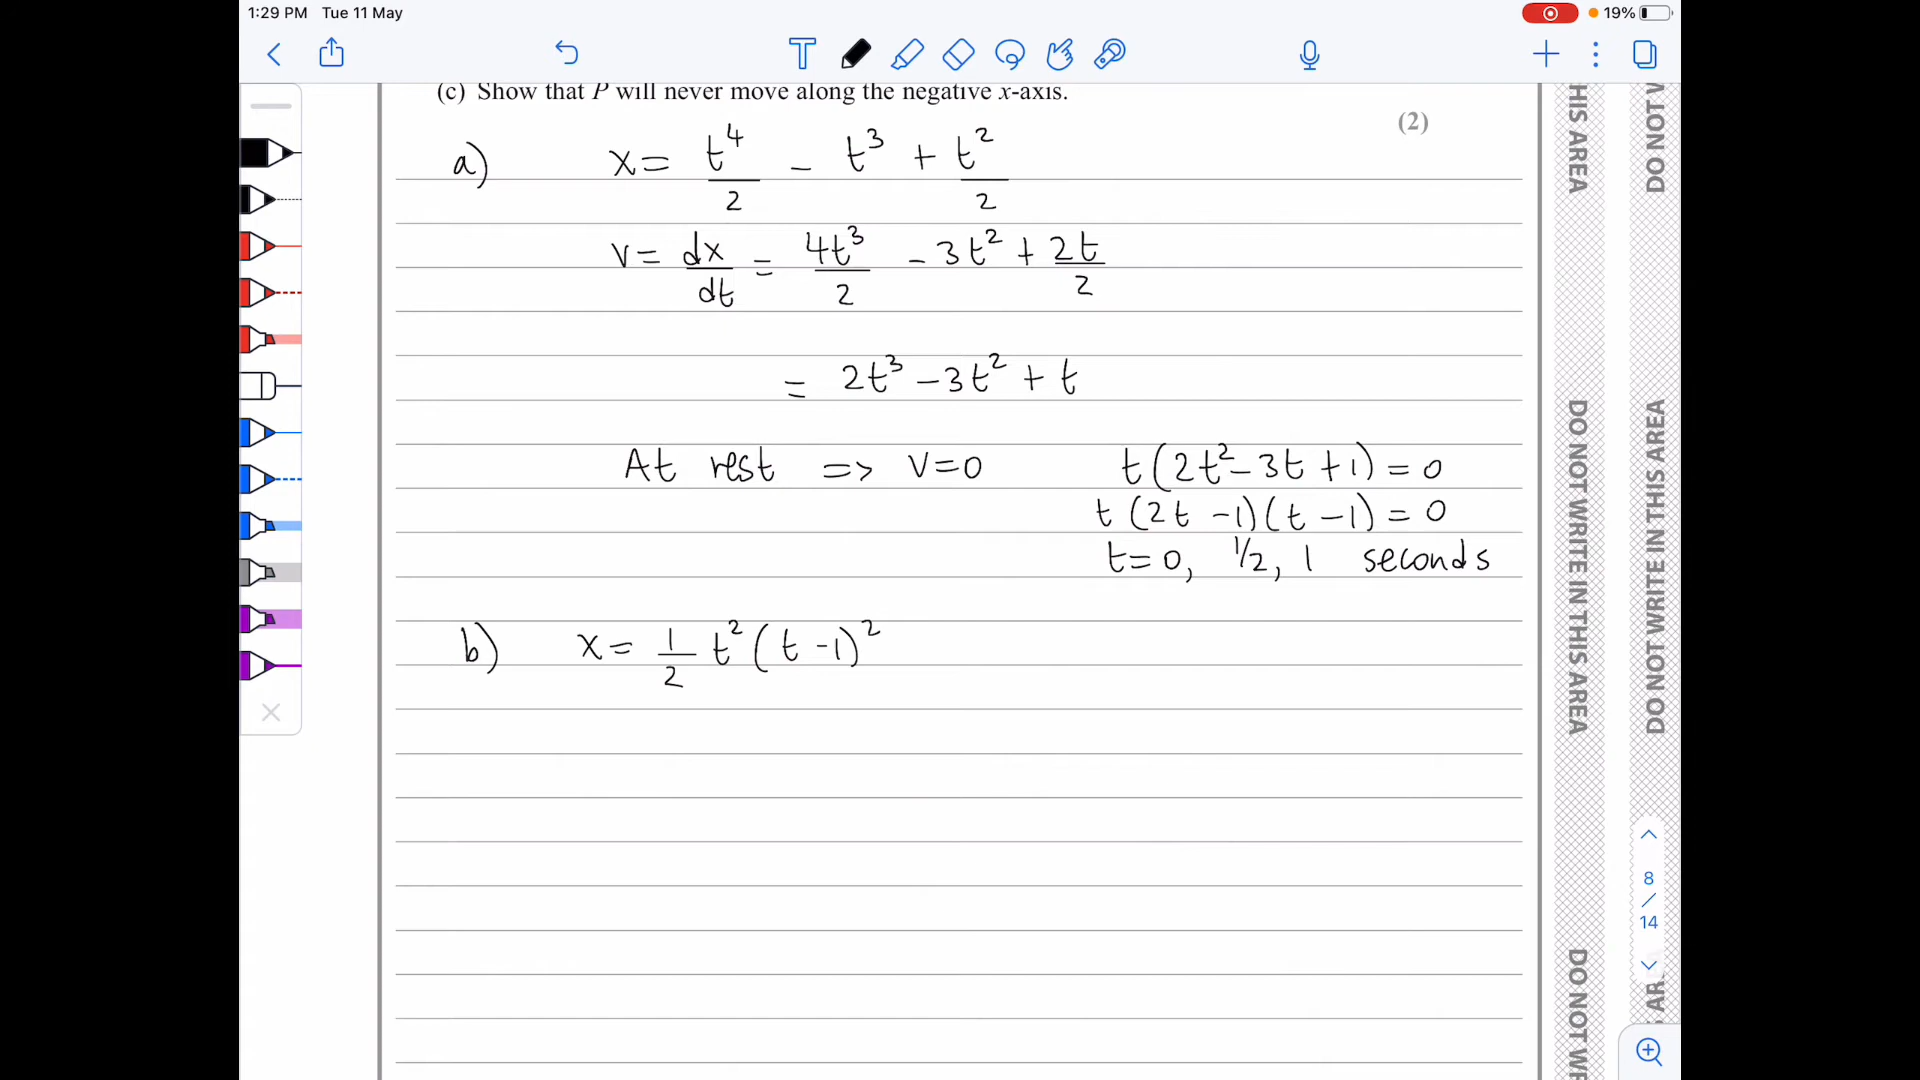 1:29 PM Tue 11 May
19%
T
(c) Show that P will never move along the negative x-axis.
(2)
a) x = t⁴/2 - t³ + t²/2
v = dx/dt = 4t³/2 - 3t² + 2t/2
= 2t³ - 3t² + t
At rest => v=0 t(2t² - 3t + 1) = 0
t(2t - 1)(t - 1) = 0
t = 0, 1/2, 1 seconds
b) x = 1/2 t² (t - 1)²
HIS AREA
DO NOT WRITE IN THIS AREA
DO NOT WR
DO NOT
DO NOT WRITE IN THIS AREA
8
/
14